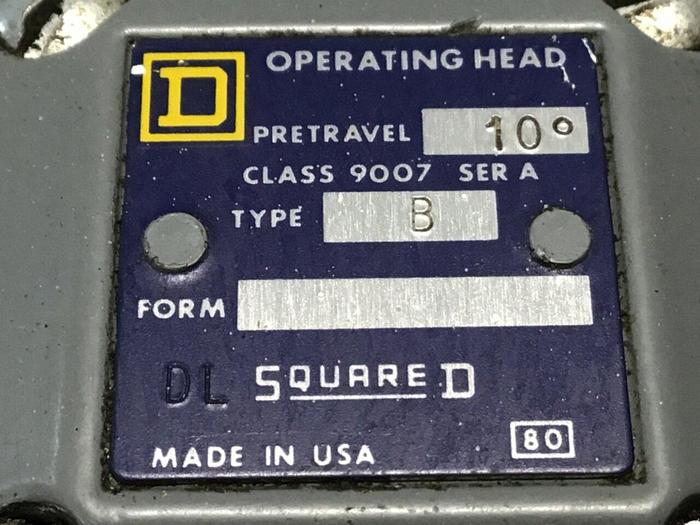 D
OPERATING HEAD
PRETRAVEL 10°
CLASS 9007 SER A
TYPE B
FORM
DL SQUARE D
MADE IN USA 80